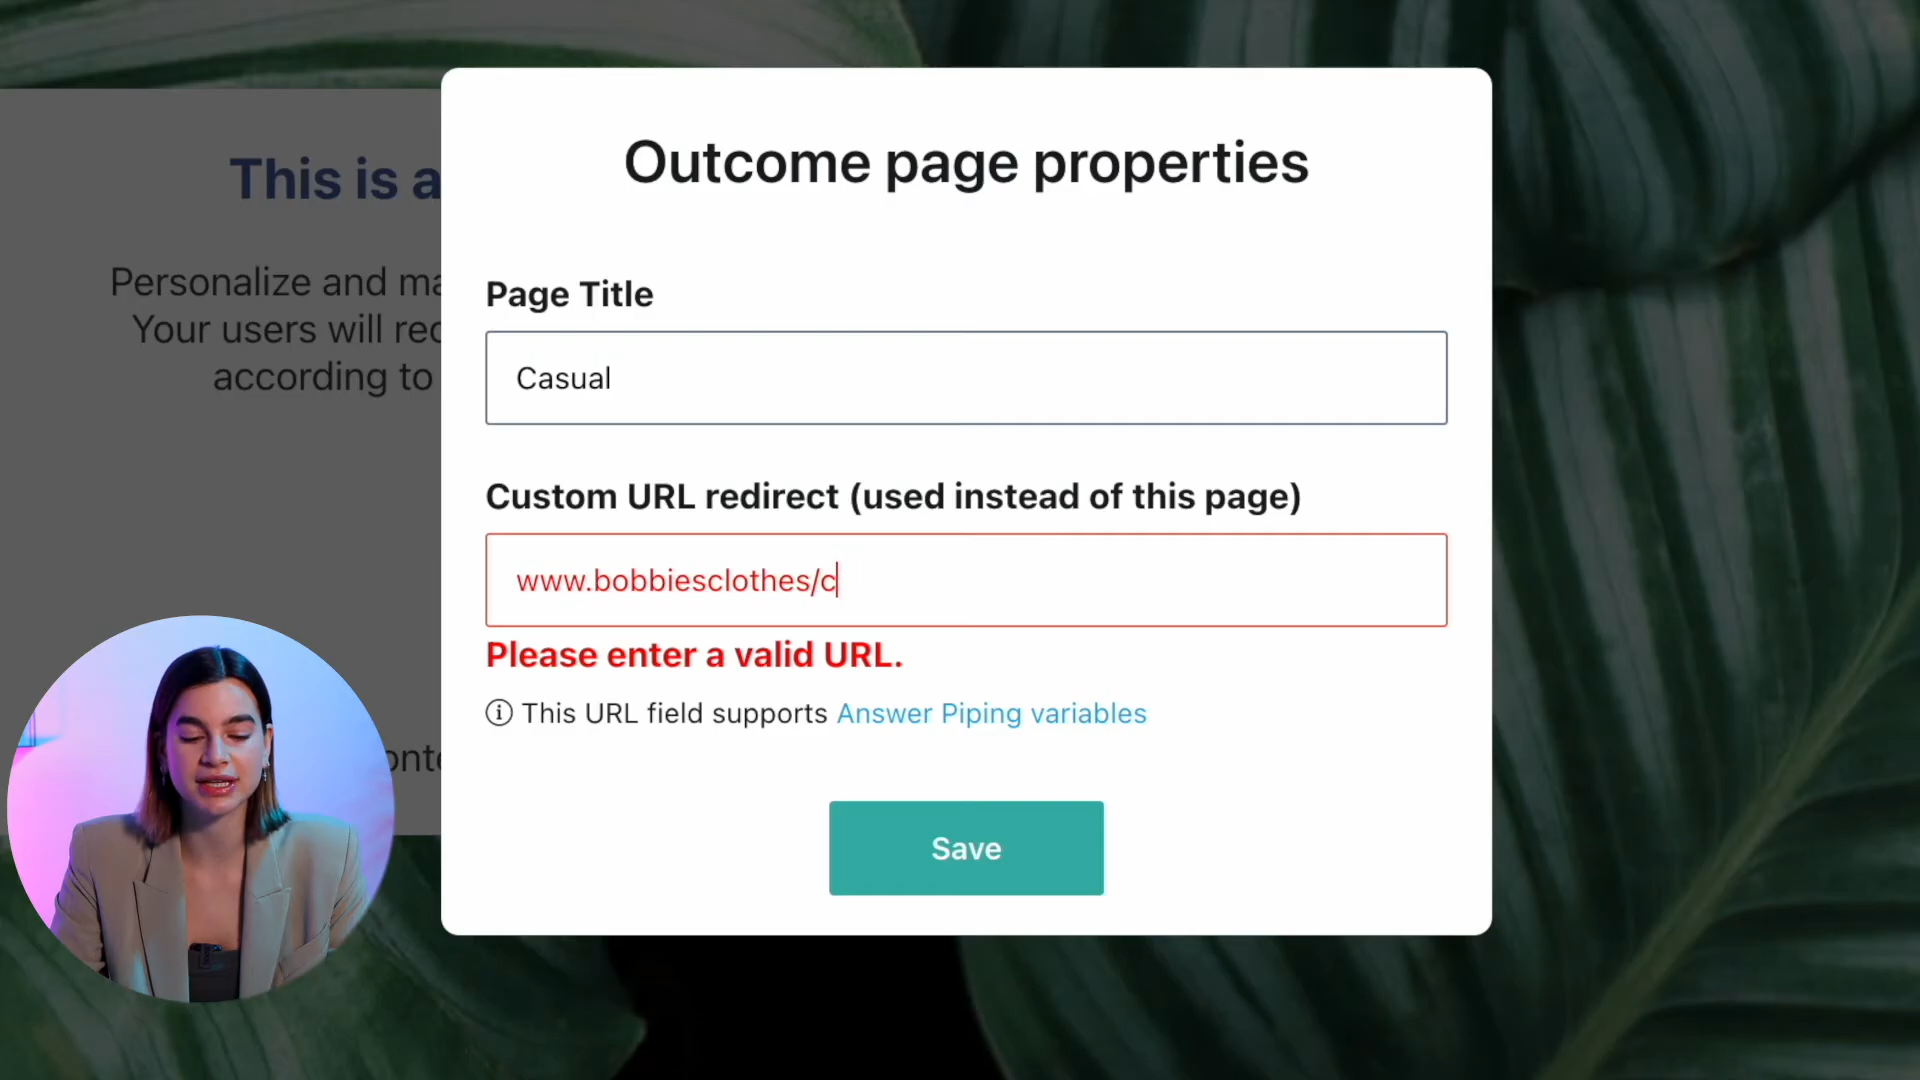 Outcome page properties
This is a
Page Title
Personalize and ma
Your users will rec
according to
Casual
Custom URL redirect (used instead of this page)
www.bobbiesclothes/c
Please enter a valid URL.
This URL field supports Answer Piping variables
onte
Save